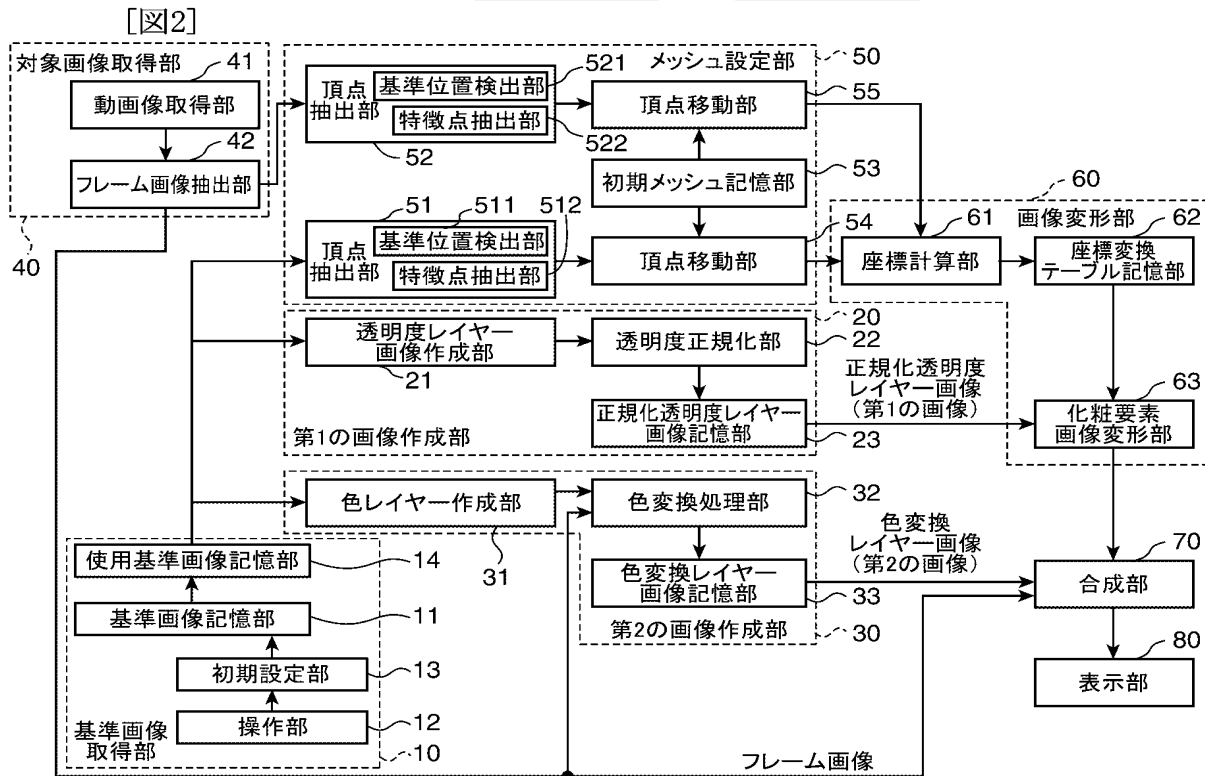 [図2]
対象画像取得部
41
動画像取得部
42
フレーム画像抽出部
40
メッシュ設定部
50
頂点
抽出部
基準位置検出部
521
特徴点抽出部
522
52
頂点移動部
55
初期メッシュ記憶部
53
51
511
512
頂点
抽出部
基準位置検出部
特徴点抽出部
頂点移動部
54
60
画像変形部
61
座標計算部
62
座標変換
テーブル記憶部
透明度レイヤー
画像作成部
21
透明度正規化部
20
22
正規化透明度レイヤー
画像記憶部
23
第1の画像作成部
正規化透明度
レイヤー画像
(第1の画像)
63
化粧要素
画像変形部
色レイヤー作成部
31
色変換処理部
32
色変換レイヤー
画像記憶部
33
第2の画像作成部
30
色変換
レイヤー画像
(第2の画像)
70
合成部
80
表示部
使用基準画像記憶部
14
基準画像記憶部
11
初期設定部
13
操作部
12
基準画像
取得部
10
フレーム画像